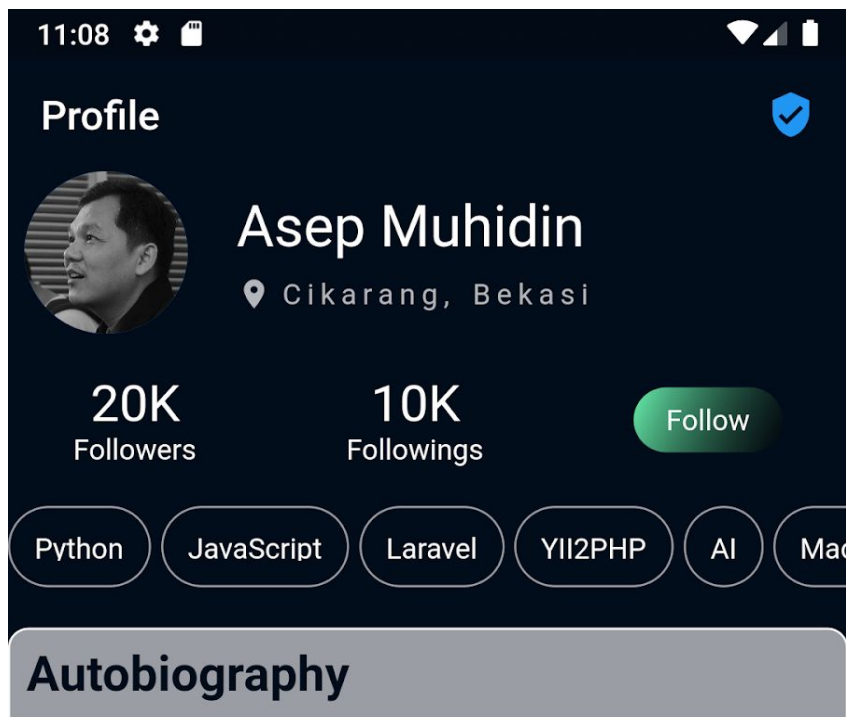 11:08
Profile
Asep Muhidin
Cikarang, Bekasi
20K 10K
Followers Followings Follow
Python JavaScript Laravel YII2PHP AI
Autobiography